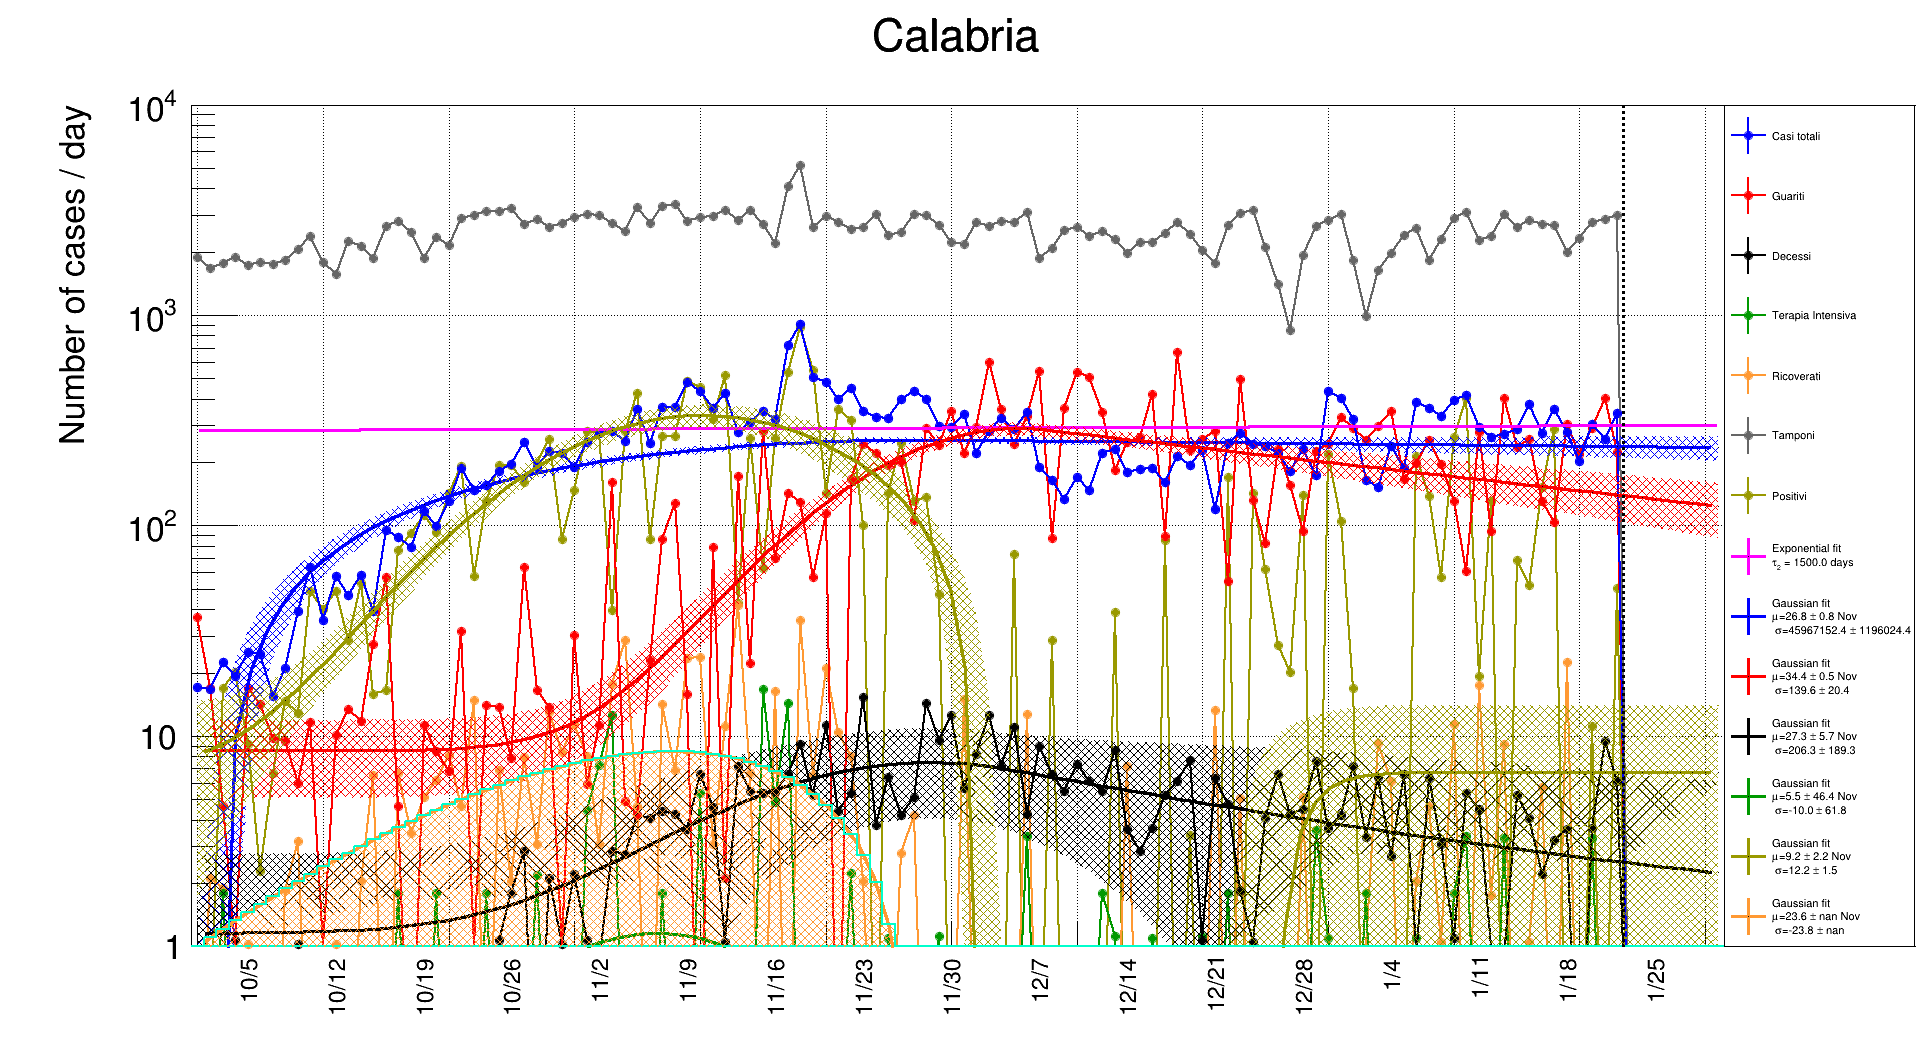 Calabria
Number of cases / day
10^4
10^3
10^2
10
1
10/5
10/12
10/19
10/26
11/2
11/9
11/16
11/23
11/30
12/7
12/14
12/21
12/28
1/4
1/11
1/18
1/25
Casi totali
Guariti
Decessi
Terapia Intensiva
Ricoverati
Tamponi
Positivi
Exponential fit
τ₂ = 1500.0 days
Gaussian fit
μ=26.8 ± 0.8 Nov
σ=45967152.4 ± 1196024.4
Gaussian fit
μ=34.4 ± 0.5 Nov
σ=139.6 ± 20.4
Gaussian fit
μ=27.3 ± 5.7 Nov
σ=206.3 ± 189.3
Gaussian fit
μ=5.5 ± 46.4 Nov
σ=-10.0 ± 61.8
Gaussian fit
μ=9.2 ± 2.2 Nov
σ=12.2 ± 1.5
Gaussian fit
μ=23.6 ± nan Nov
σ=-23.8 ± nan